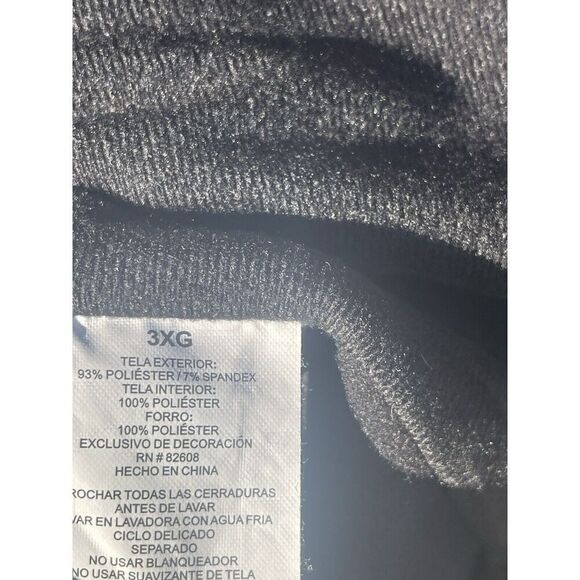 3XG
TELA EXTERIOR:
93% POLIÉSTER / 7% SPANDEX
TELA INTERIOR:
100% POLIÉSTER
FORRO:
100% POLIÉSTER
EXCLUSIVO DE DECORACIÓN
RN # 82608
HECHO EN CHINA
ROCHAR TODAS LAS CERRADURAS
ANTES DE LAVAR
VAR EN LAVADORA CON AGUA FRIA
CICLO DELICADO
SEPARADO
NO USAR BLANQUEADOR
NO USAR SUAVIZANTE DE TELA